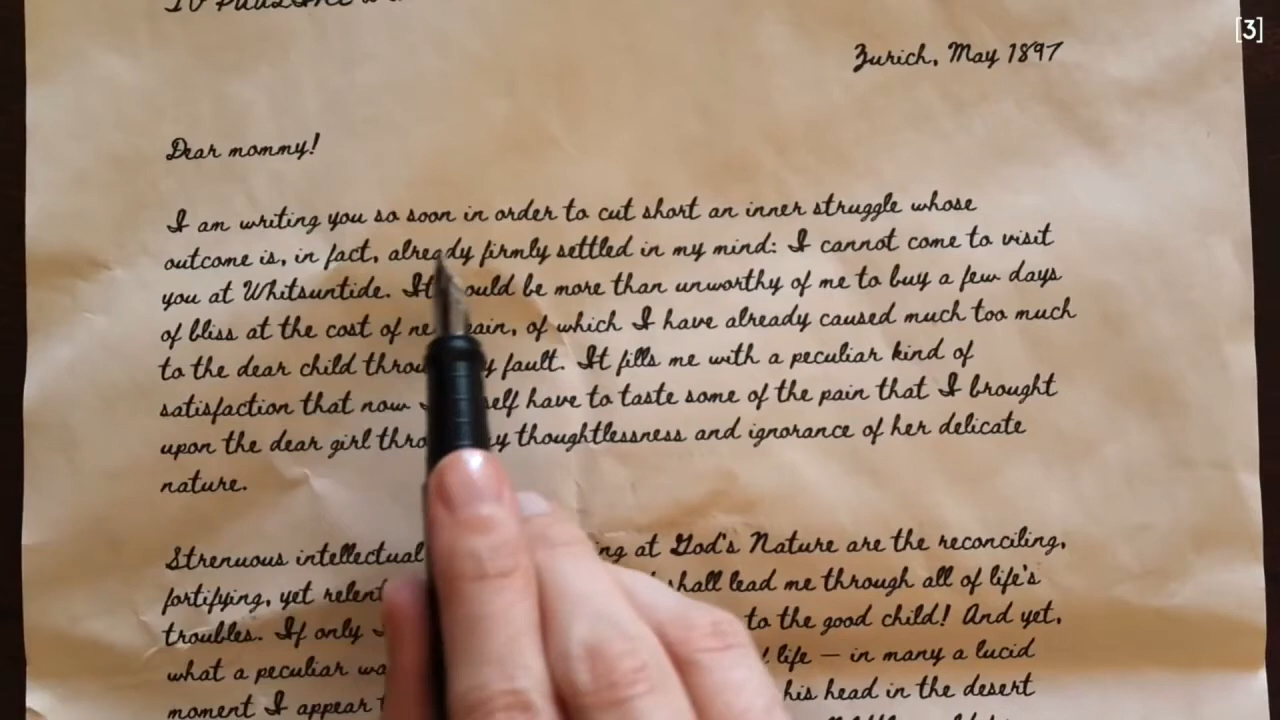 [3]
Zurich, May 1897
Dear mommy!
I am writing you so soon in order to cut short an inner struggle whose
outcome is, in fact, already firmly settled in my mind: I cannot come to visit
you at Whitsuntide. It would be more than unworthy of me to buy a few days
of bliss at the cost of new pain, of which I have already caused much too much
to the dear child through my fault. It fills me with a peculiar kind of
satisfaction that now I myself have to taste some of the pain that I brought
upon the dear girl through my thoughtlessness and ignorance of her delicate
nature.
Strenuous intellectual at God's Nature are the reconciling,
fortifying, yet shall lead me through all of life's
troubles. If only to the good child! And yet,
what a peculiar life — in many a lucid
moment I appear his head in the desert